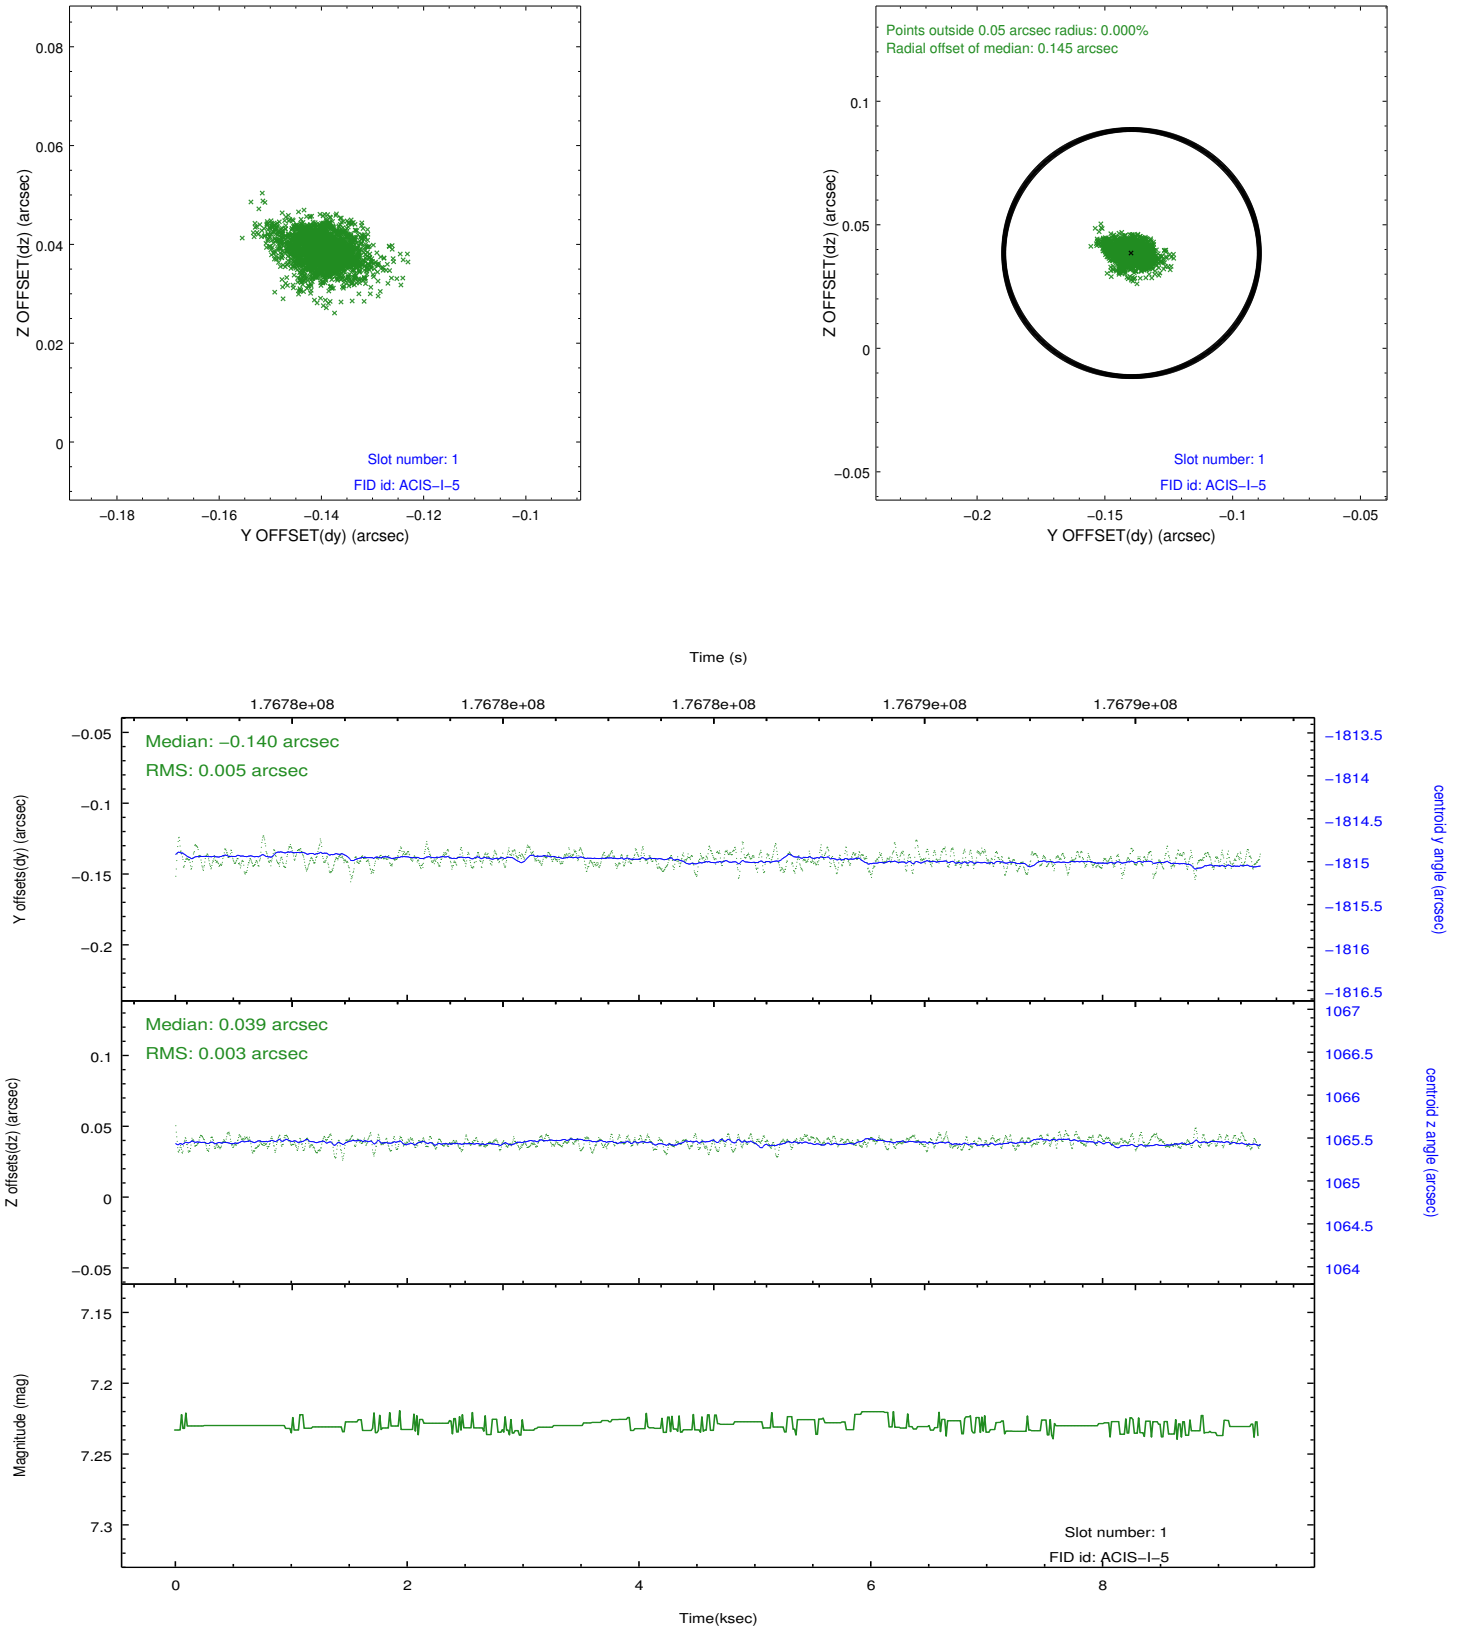 0.08
0.06
0.04
0.02
0
Z OFFSET(dz) (arcsec)
Slot number: 1
FID id: ACIS−I−5
−0.18 −0.16 −0.14 −0.12 −0.1
Y OFFSET(dy) (arcsec)
Points outside 0.05 arcsec radius: 0.000%
Radial offset of median: 0.145 arcsec
0.1
0.05
0
−0.05
Z OFFSET(dz) (arcsec)
Slot number: 1
FID id: ACIS−I−5
−0.2 −0.15 −0.1 −0.05
Y OFFSET(dy) (arcsec)
Time (s)
1.7678e+08 1.7678e+08 1.7678e+08 1.7679e+08 1.7679e+08
Median: −0.140 arcsec
RMS: 0.005 arcsec
−0.05
−0.1
−0.15
−0.2
Y offsets(dy) (arcsec)
−1813.5
−1814
−1814.5
−1815
−1815.5
−1816
−1816.5
centroid y angle (arcsec)
Median: 0.039 arcsec
RMS: 0.003 arcsec
0.1
0.05
0
−0.05
Z offsets(dz) (arcsec)
1067
1066.5
1066
1065.5
1065
1064.5
1064
centroid z angle (arcsec)
7.15
7.2
7.25
7.3
Magnitude (mag)
Slot number: 1
FID id: ACIS−I−5
0 2 4 6 8
Time(ksec)